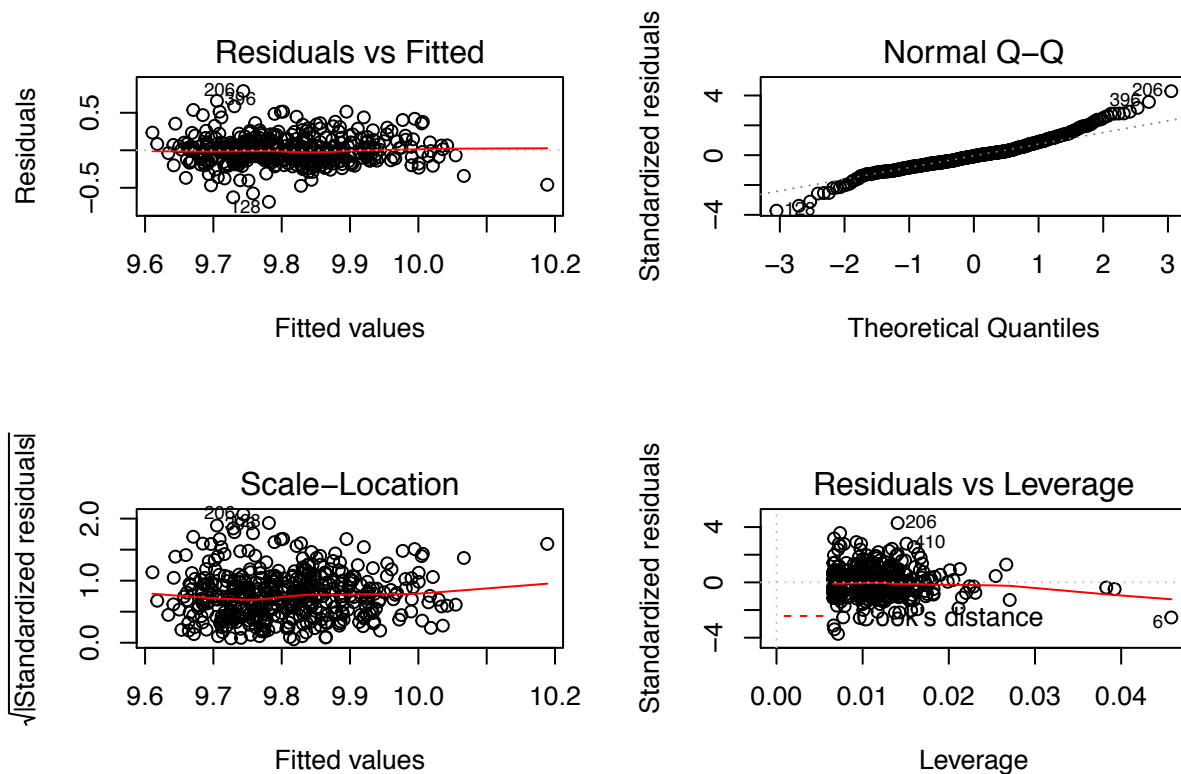 Residuals vs Fitted
Residuals
0.5
−0.5
206
396
128
9.6 9.7 9.8 9.9 10.0 10.2
Fitted values
Normal Q−Q
Standardized residuals
4
0
−4
206
396
128
−3 −2 −1 0 1 2 3
Theoretical Quantiles
Scale−Location
√|Standardized residuals|
2.0
1.0
0.0
206
9.6 9.7 9.8 9.9 10.0 10.2
Fitted values
Residuals vs Leverage
Standardized residuals
4
0
−4
206
410
6
Cook's distance
0.00 0.01 0.02 0.03 0.04
Leverage